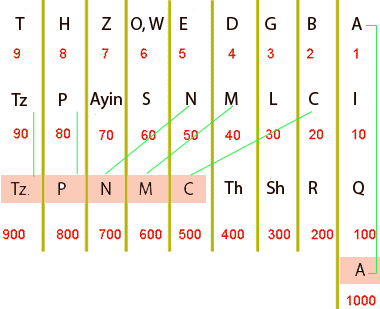 T H Z O, W E D G B A
9 8 7 6 5 4 3 2 1
Tz P Ayin S N M L C I
90 80 70 60 50 40 30 20 10
Tz. P N M C Th Sh R Q
900 800 700 600 500 400 300 200 100
A
1000